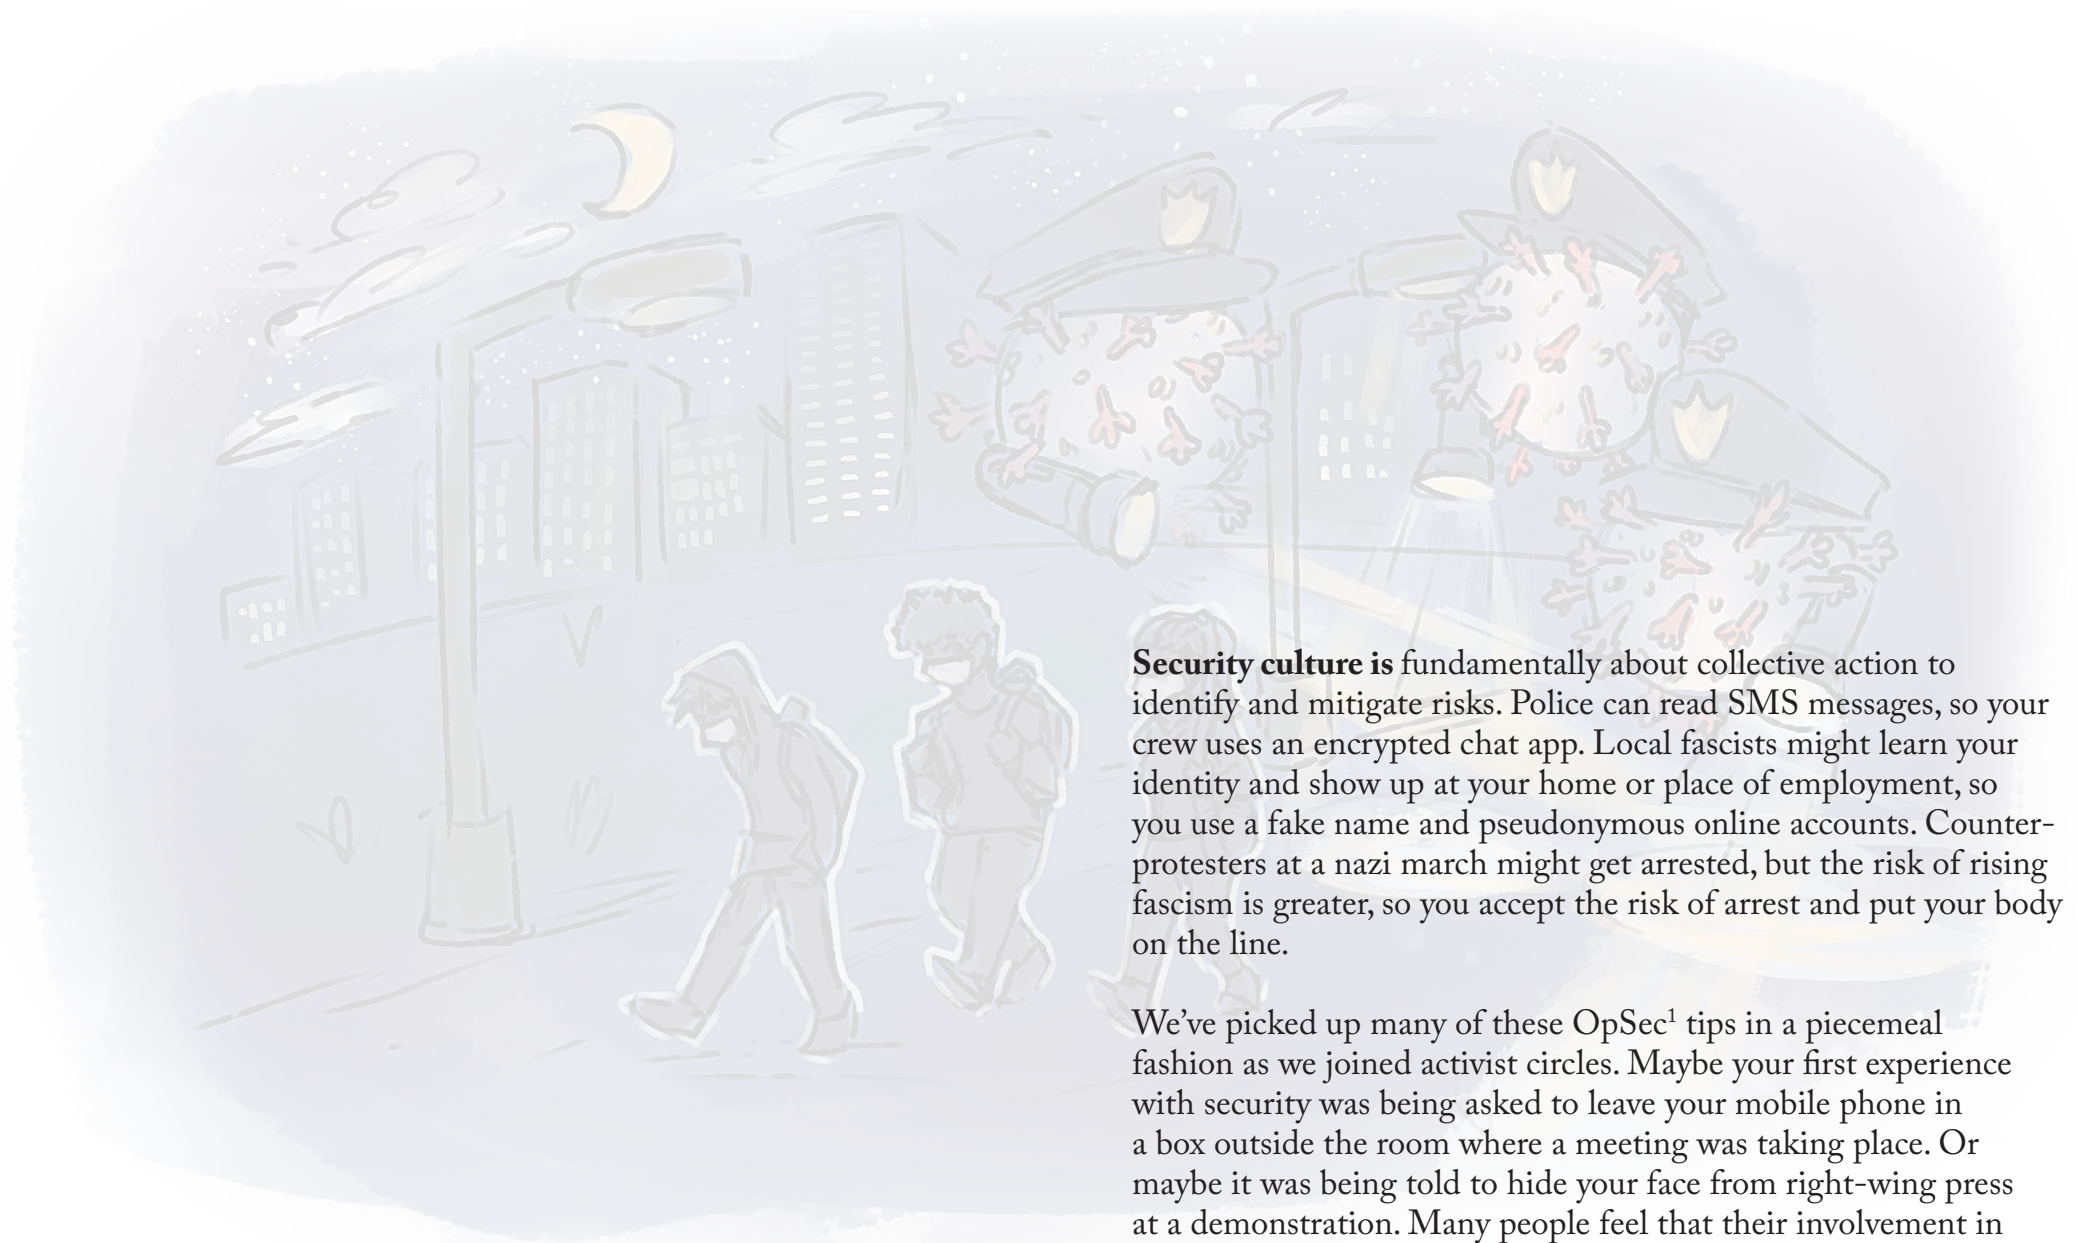 Security culture is fundamentally about collective action to
identify and mitigate risks. Police can read SMS messages, so your
crew uses an encrypted chat app. Local fascists might learn your
identity and show up at your home or place of employment, so
you use a fake name and pseudonymous online accounts. Counter-
protesters at a nazi march might get arrested, but the risk of rising
fascism is greater, so you accept the risk of arrest and put your body
on the line.
We’ve picked up many of these OpSec¹ tips in a piecemeal
fashion as we joined activist circles. Maybe your first experience
with security was being asked to leave your mobile phone in
a box outside the room where a meeting was taking place. Or
maybe it was being told to hide your face from right-wing press
at a demonstration. Many people feel that their involvement in